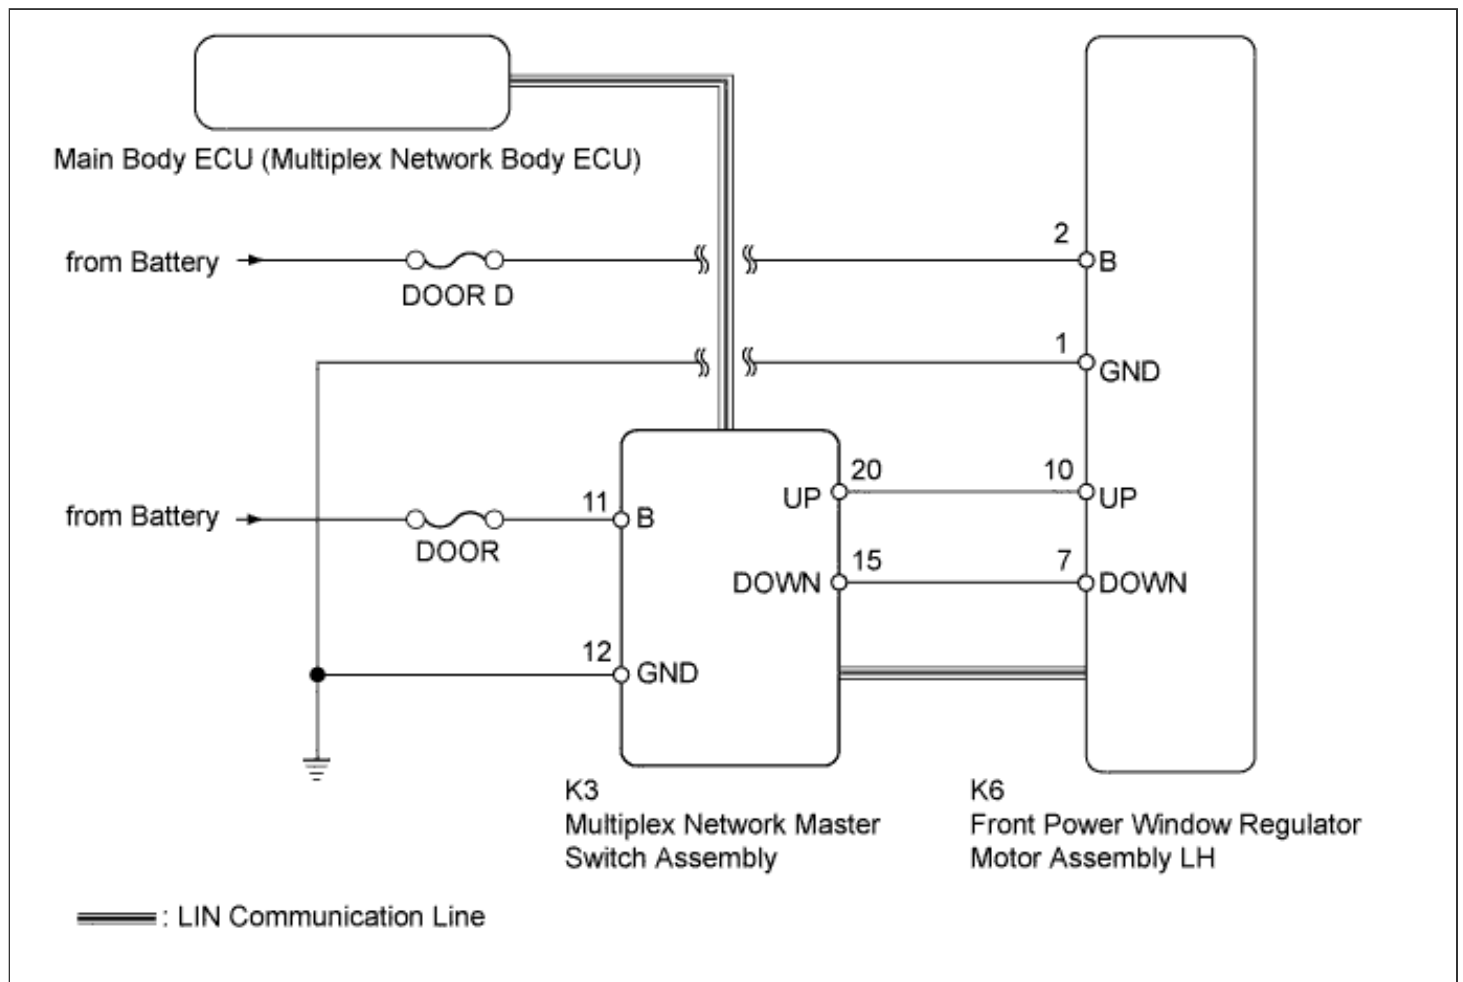 Main Body ECU (Multiplex Network Body ECU)
2
from Battery
B
DOOR D
1
GND
20
10
UP
UP
from Battery
11
B
DOOR
15
7
DOWN
DOWN
12
GND
K3
Multiplex Network Master
Switch Assembly
K6
Front Power Window Regulator
Motor Assembly LH
: LIN Communication Line